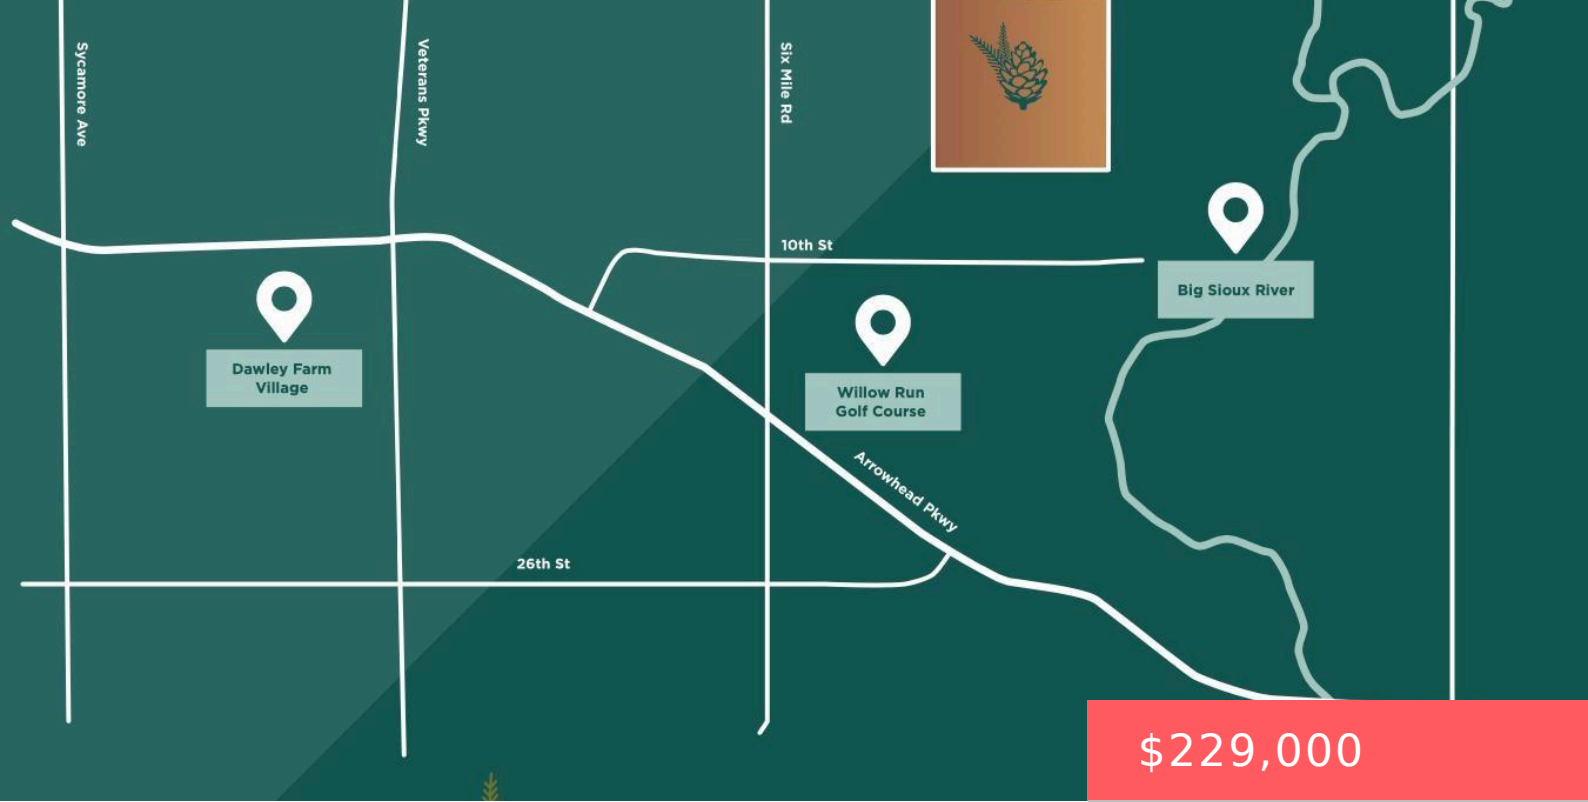 Sycamore Ave
Veterans Pkwy
Six Mile Rd
10th St
Big Sioux River
Dawley Farm
Village
Willow Run
Golf Course
Arrowhead Pkwy
26th St
$229,000